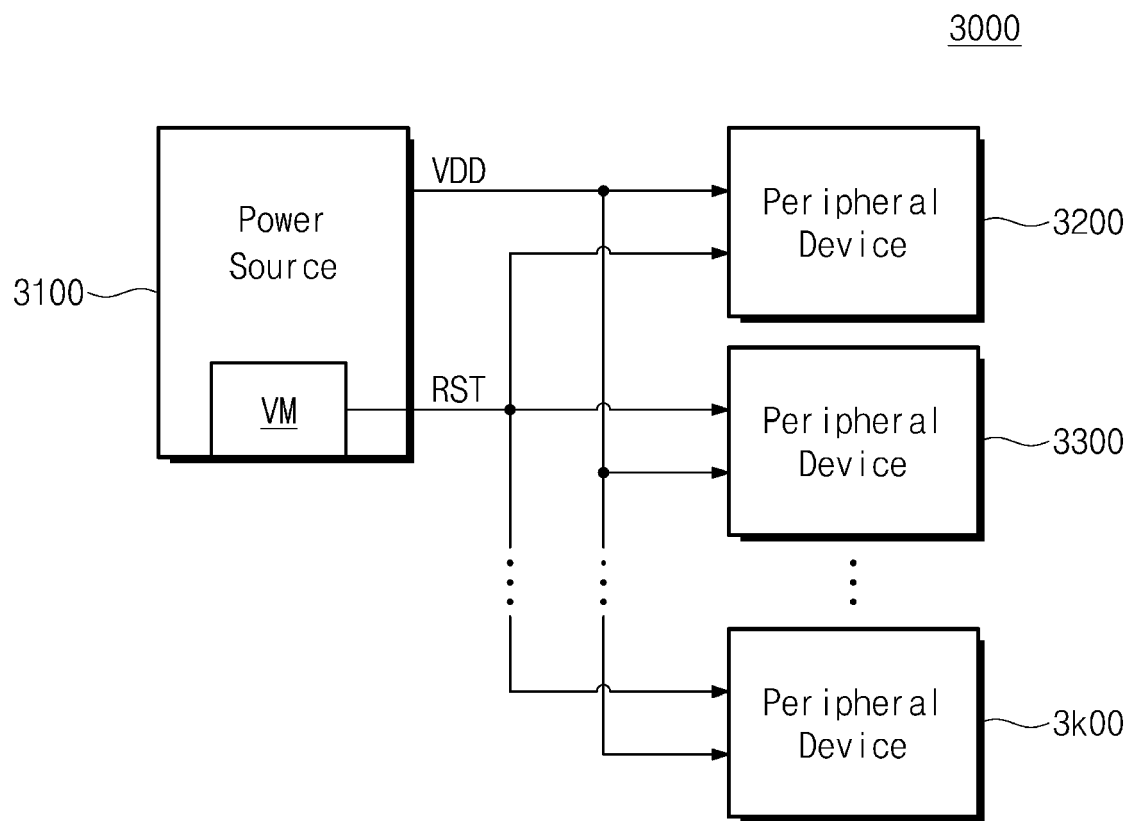 3000
VDD
Power
Source
3100
VM
RST
Peripheral
Device
3200
Peripheral
Device
3300
Peripheral
Device
3k00